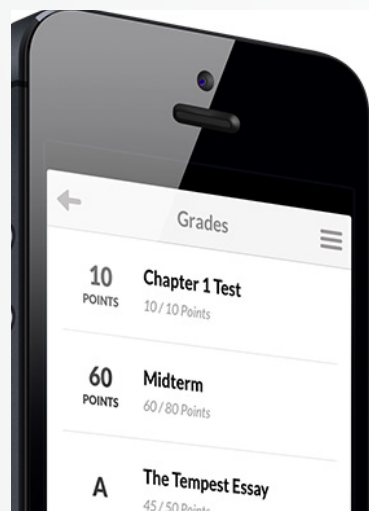 Grades
10
POINTS
Chapter 1 Test
10 / 10 Points
60
POINTS
Midterm
60 / 80 Points
A
The Tempest Essay
45 / 50 Points